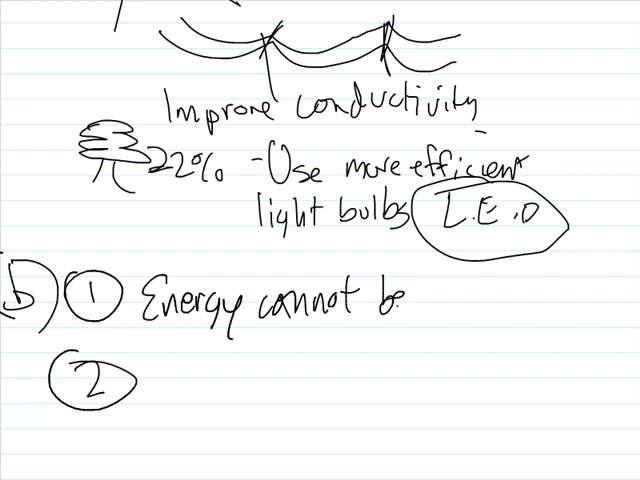 Improve conductivity
22% - Use more efficient
light bulbs L.E.D
(b) 1 Energy cannot be
2